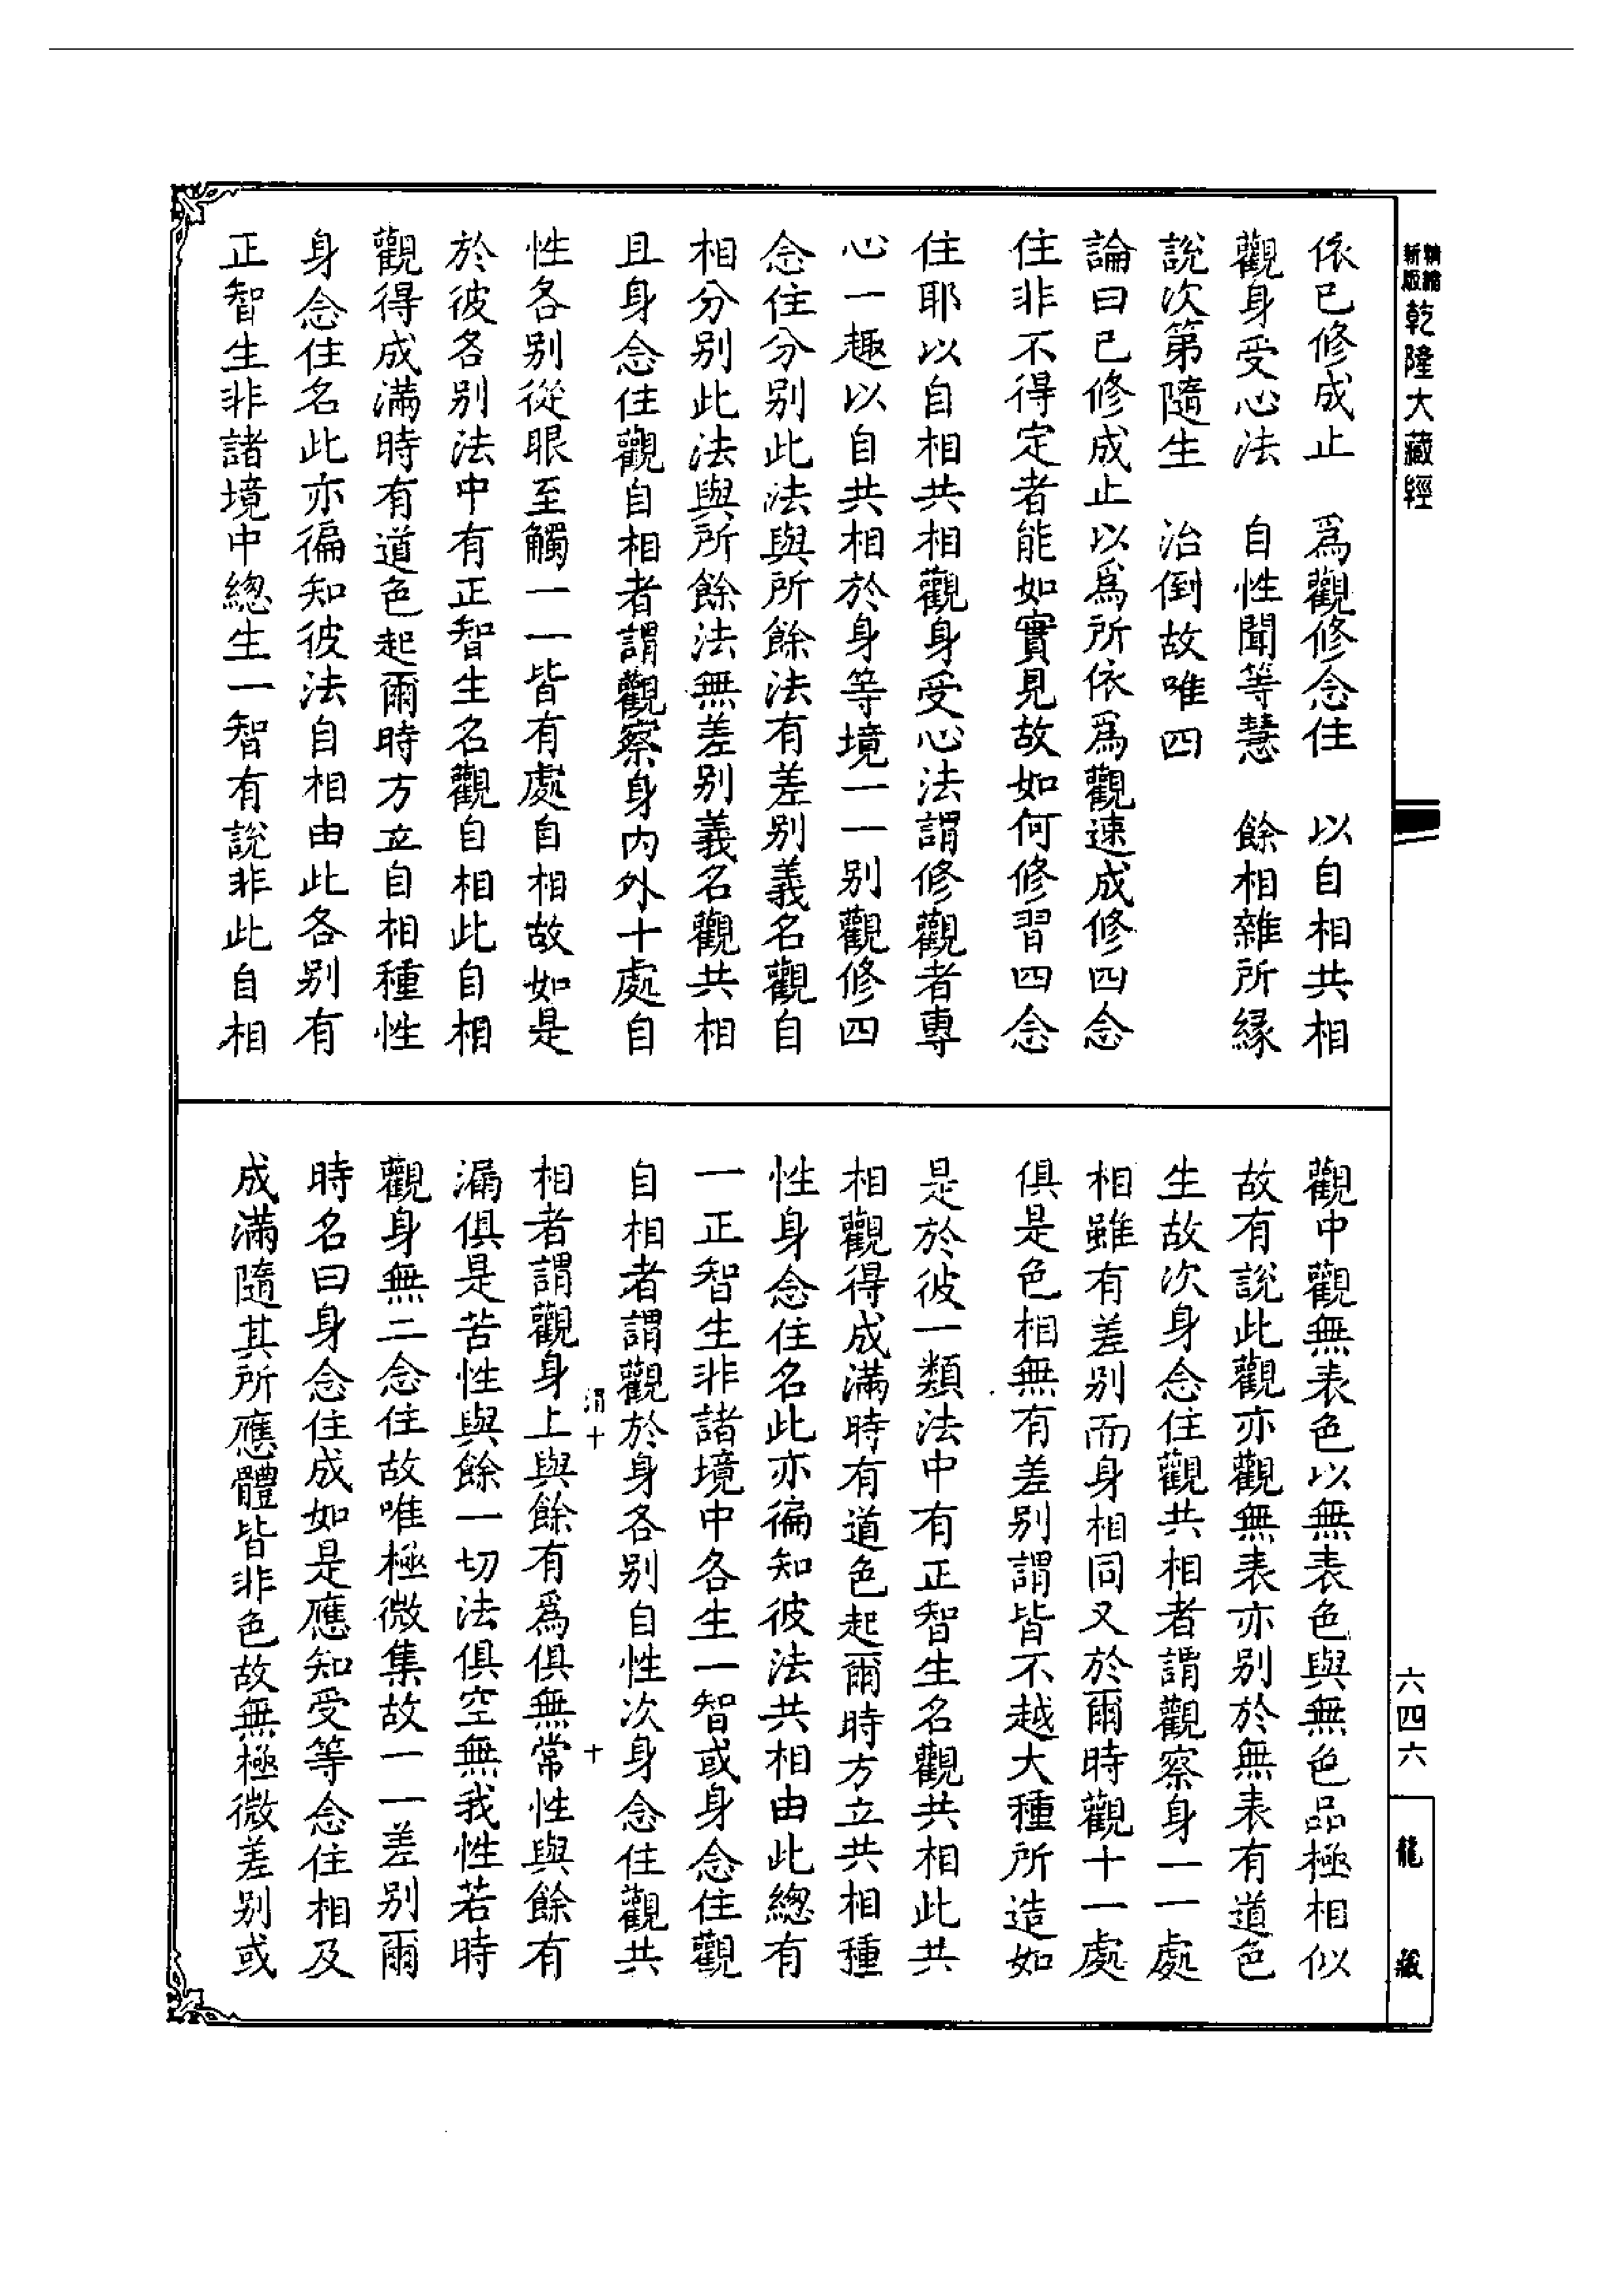 精縮新版乾隆大藏經
依已修成止　爲觀修念住　以自相共相
觀身受心法　自性聞等慧　餘相雜所緣
說次第隨生　治倒故唯四
論曰已修成止以爲所依爲觀速成修四念
住非不得定者能如實見故如何修習四念
住耶以自相共相觀身受心法謂修觀者專
心一趣以自共相於身等境一一別觀修四
念住分別此法與所餘法有差別義名觀自
相分別此法與所餘法無差別義名觀共相
且身念住觀自相者謂觀察身內外十處自
性各別從眼至觸一一皆有處自相故如是
於彼各別法中有正智生名觀自相此自相
觀得成滿時有道色起爾時方立自相種性
身念住名此亦徧知彼法自相由此各別有
正智生非諸境中總生一智有說非此自相
觀中觀無表色以無表色與無色品極相似
故有說此觀亦觀無表亦別於無表有道色
生故次身念住觀共相者謂觀察身一一處
相雖有差別而身相同又於爾時觀十一處
俱是色相無有差別謂皆不越大種所造如
是於彼一類法中有正智生名觀共相此共
相觀得成滿時有道色起爾時方立共相種
性身念住名此亦徧知彼法共相由此總有
一正智生非諸境中各生一智或身念住觀
自相者謂觀於身各別自性次身念住觀共
渭十　十
相者謂觀身上與餘有爲俱無常性與餘有
漏俱是苦性與餘一切法俱空無我性若時
觀身無二念住故唯極微集故一一差別爾
時名曰身念住成如是應知受等念住相及
成滿隨其所應體皆非色故無極微差別或
六四六
龍藏